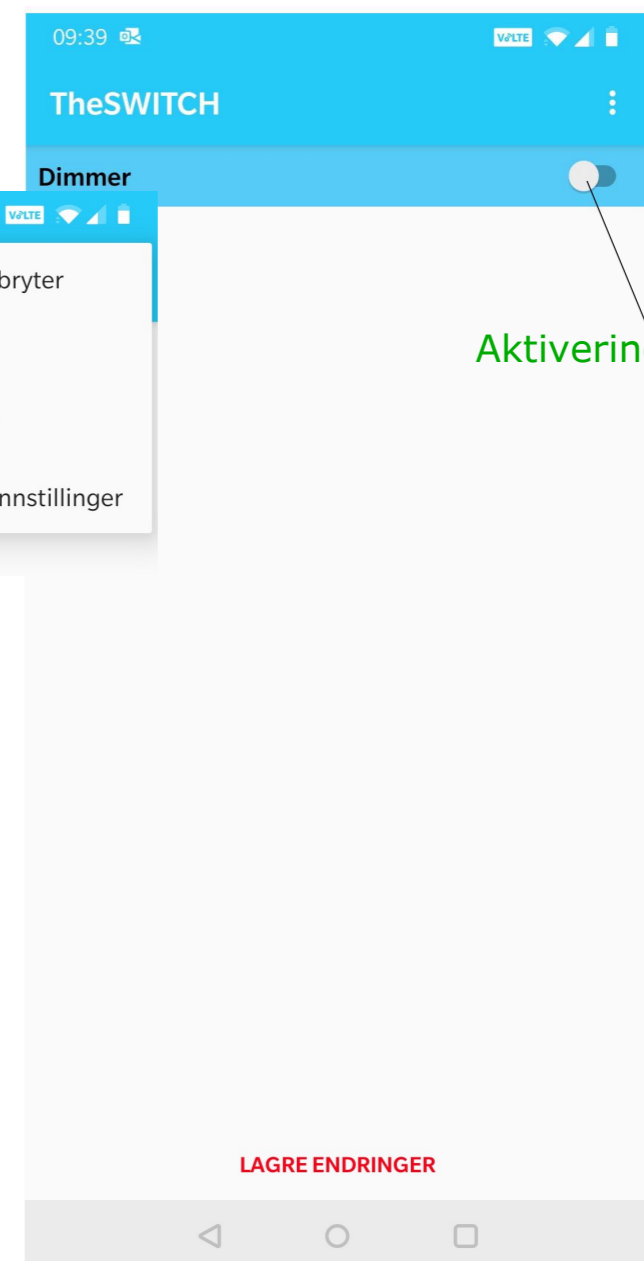 09:39
VoLTE
TheSWITCH
Dimmer
VoLTE
bryter
nnstillinger
Aktiverin
LAGRE ENDRINGER